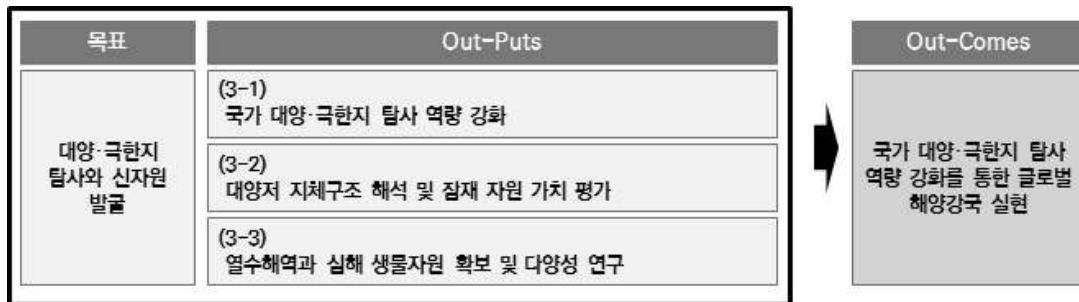 목표
Out-Puts
Out-Comes
대양·극한지
탐사와 신자원
발굴
(3-1)
국가 대양·극한지 탐사 역량 강화
(3-2)
대양저 지체구조 해석 및 잠재 자원 가치 평가
(3-3)
열수해역과 심해 생물자원 확보 및 다양성 연구
국가 대양·극한지 탐사
역량 강화를 통한 글로벌
해양강국 실현